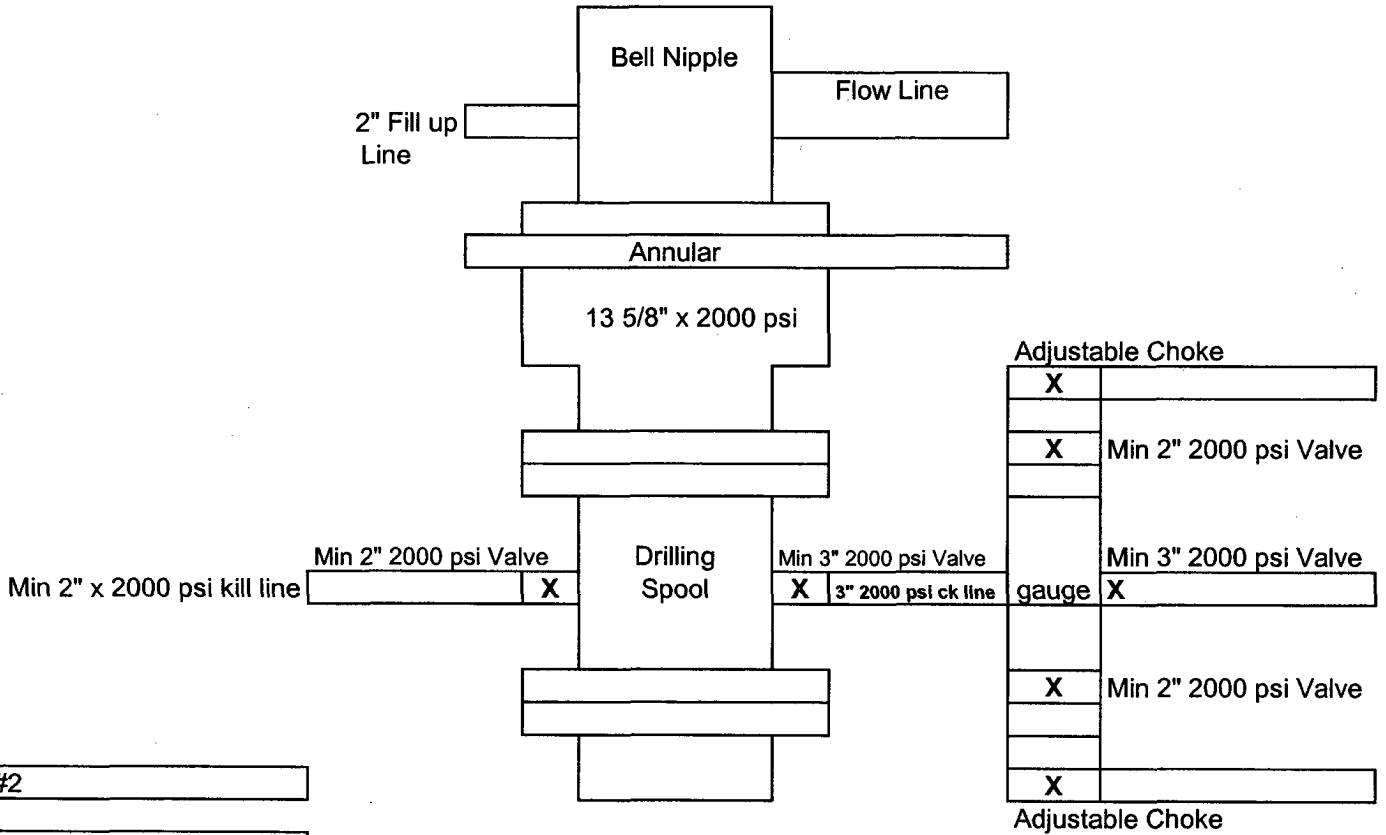 Bell Nipple
Flow Line
2" Fill up
Line
Annular
13 5/8" x 2000 psi
Adjustable Choke
X
X Min 2" 2000 psi Valve
Min 2" 2000 psi Valve
Drilling
Spool
Min 3" 2000 psi Valve
Min 3" 2000 psi Valve
Min 2" x 2000 psi kill line
X
X
3" 2000 psi ck line
gauge
X
X Min 2" 2000 psi Valve
#2
X
Adjustable Choke